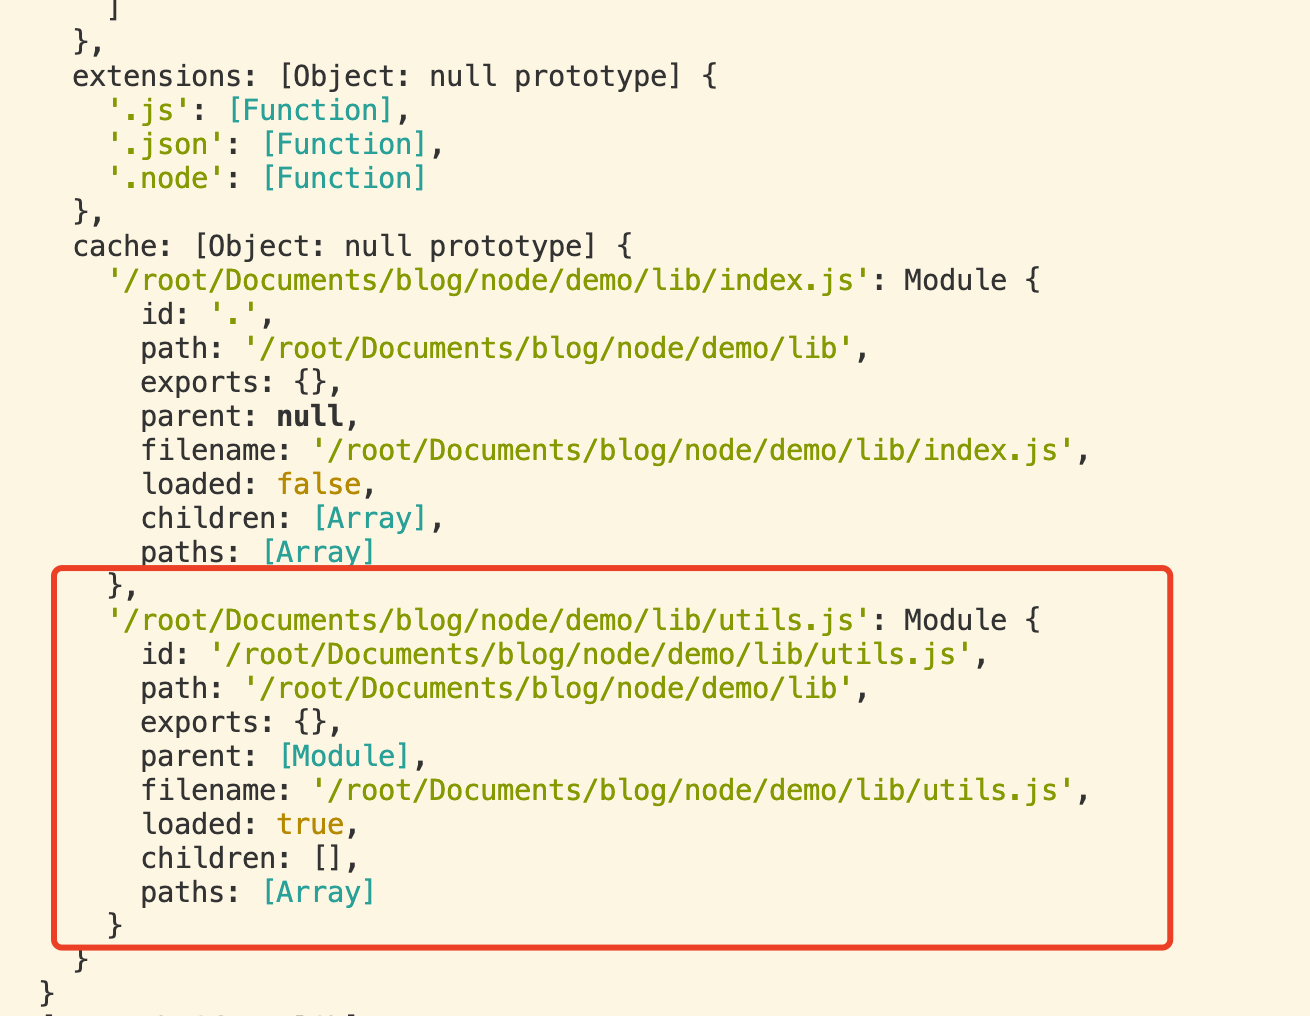 ]
},
extensions: [Object: null prototype] {
'.js': [Function],
'.json': [Function],
'.node': [Function]
},
cache: [Object: null prototype] {
'/root/Documents/blog/node/demo/lib/index.js': Module {
id: '.',
path: '/root/Documents/blog/node/demo/lib',
exports: {},
parent: null,
filename: '/root/Documents/blog/node/demo/lib/index.js',
loaded: false,
children: [Array],
paths: [Array]
},
'/root/Documents/blog/node/demo/lib/utils.js': Module {
id: '/root/Documents/blog/node/demo/lib/utils.js',
path: '/root/Documents/blog/node/demo/lib',
exports: {},
parent: [Module],
filename: '/root/Documents/blog/node/demo/lib/utils.js',
loaded: true,
children: [],
paths: [Array]
}
}
}